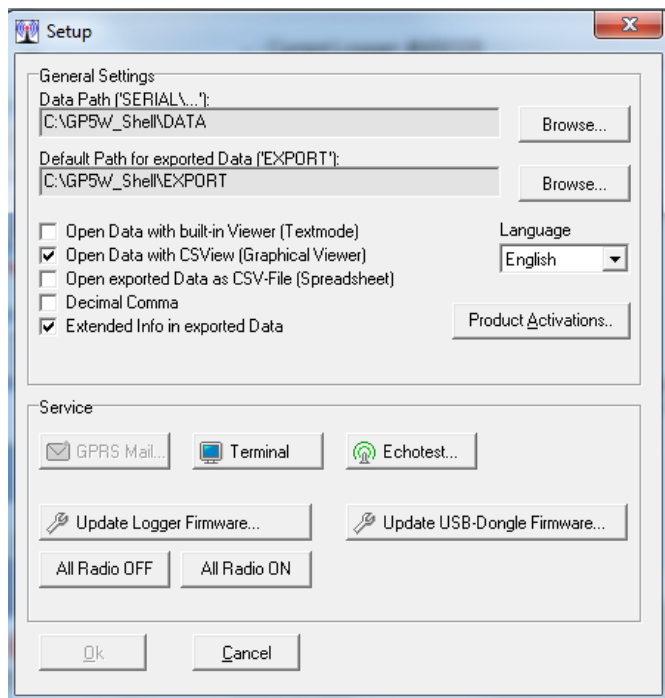 Setup
General Settings
Data Path ('SERIAL\...'):
C:\GP5W_Shell\DATA
Browse...
Default Path for exported Data ('EXPORT'):
C:\GP5W_Shell\EXPORT
Browse...
Open Data with built-in Viewer (Textmode)
Language
Open Data with CSView (Graphical Viewer)
English
Open exported Data as CSV-File (Spreadsheet)
Decimal Comma
Extended Info in exported Data
Product Activations..
Service
GPRS Mail...
Terminal
Echotest...
Update Logger Firmware...
Update USB-Dongle Firmware...
All Radio OFF
All Radio ON
Ok
Cancel